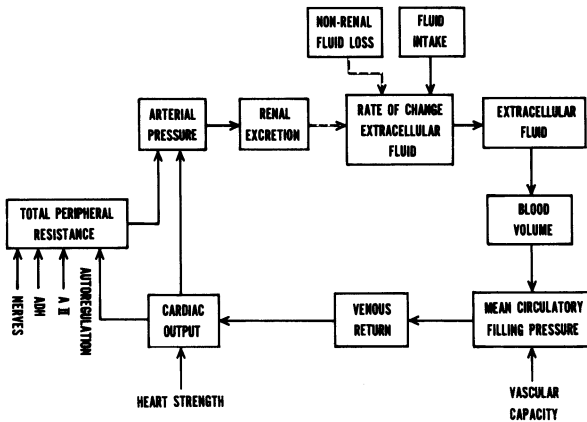 NON-RENAL
FLUID LOSS
FLUID
INTAKE
ARTERIAL
PRESSURE
RENAL
EXCRETION
RATE OF CHANGE
EXTRACELLULAR
FLUID
EXTRACELLULAR
FLUID
BLOOD
VOLUME
TOTAL PERIPHERAL
RESISTANCE
NERVES
ADH
A II
AUTOREGULATION
CARDIAC
OUTPUT
VENOUS
RETURN
MEAN CIRCULATORY
FILLING PRESSURE
HEART STRENGTH
VASCULAR
CAPACITY